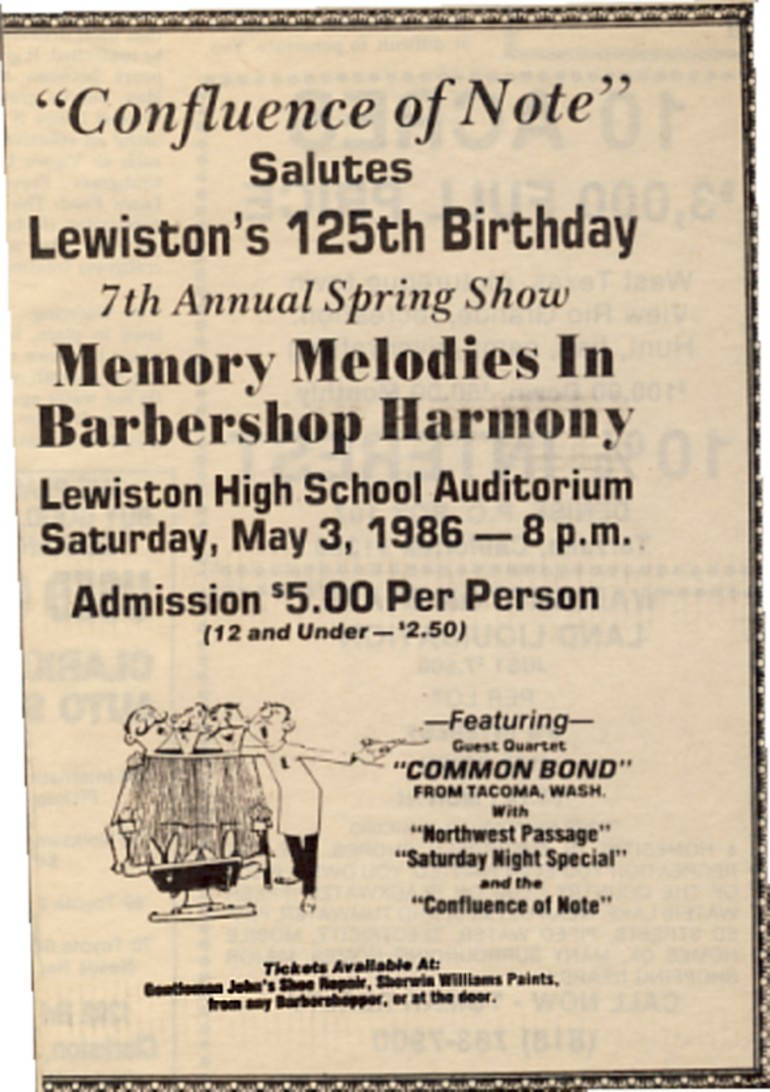 “Confluence of Note”
Salutes
Lewiston's 125th Birthday
7th Annual Spring Show
Memory Melodies In
Barbershop Harmony
Lewiston High School Auditorium
Saturday, May 3, 1986 — 8 p.m.
Admission $5.00 Per Person
(12 and Under — $2.50)
—Featuring—
Guest Quartet
"COMMON BOND"
FROM TACOMA, WASH.
With
"Northwest Passage"
"Saturday Night Special"
and the
"Confluence of Note"
Tickets Available At:
Gentleman John's Shoe Repair, Sherwin Williams Paints,
from any Barbershopper, or at the door.